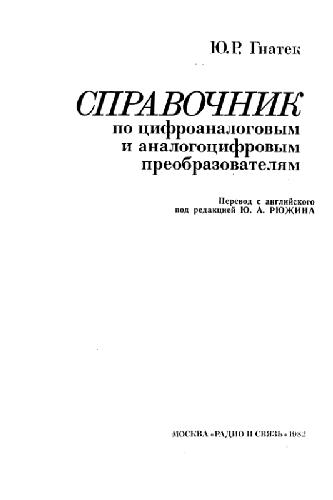 Ю.Р. Гнатек
СПРАВОЧНИК
по цифроаналоговым
и аналогоцифровым
преобразователям
Перевод с английского
под редакцией Ю. А. РЮЖИНА
МОСКВА «РАДИО И СВЯЗЬ» 1982